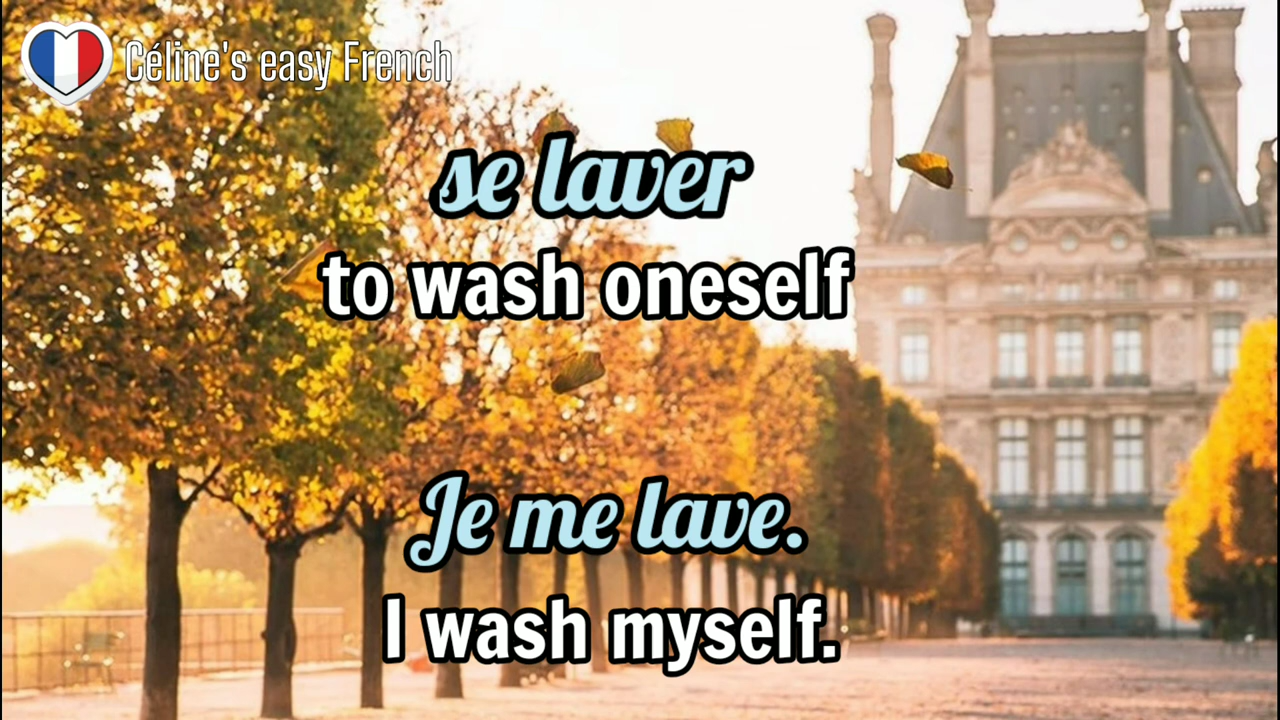 Céline's easy French
se laver
to wash oneself
Je me lave.
I wash myself.